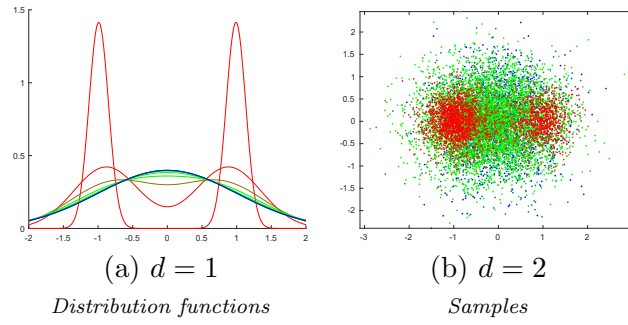 1.5
1
0.5
0
-2 -1.5 -1 -0.5 0 0.5 1 1.5 2
2
1.5
1
0.5
0
-0.5
-1
-1.5
-2
-3 -2 -1 0 1 2
(a) d = 1
(b) d = 2
Distribution functions
Samples